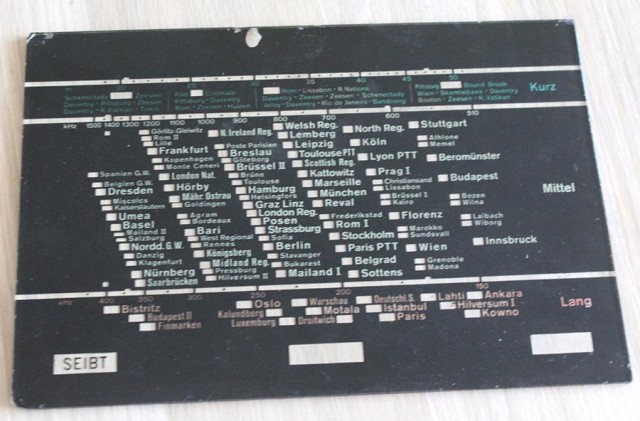 35 40 45 50
Kurz
Rom · Lissabon · R. Nations
Schenectady Zeesen
Daventry · Zeesen · Schenectady
Wien · Skamlebaek · Daventry
Daventry · Rio de Janeiro · Bandoeng
Boston · Zeesen · R. Vatikan
kHz 1500 1400 1300 1200 1100 1000 900 800 700 600 510
Görlitz-Gleiwitz N. Ireland Reg. Welsh Reg. North Reg. Stuttgart
Rom II Lemberg
Lille Poste Parisien Leipzig Köln Athlone
Frankfurt Breslau Toulouse PTT Memel
Kopenhagen Göteborg Lyon PTT Beromünster
Monte Ceneri Brüssel II Scottish Reg.
Spanien G.W. London Nat. Brünn Kattowitz Prag I Budapest
Belgien G.W. Hörby Toulouse Marseille Christiansand
Dresden Mähr. Ostrau Hamburg München Lissabon Mittel
Miscolcs Goldingen Helsingfors Brüssel I Bozen
Kaiserslautern Graz Linz Reval Kairo Wilna
Umea Agram London Reg. Frederikstad Florenz Laibach
Basel Bordeaux Posen Rom I Marokko Wiborg
Mailand II Bari Strassburg Stockholm Sundsvall
Salzburg West Regional Sofia Innsbruck
Nordd. G.W. Rennes Berlin Paris PTT Wien
Danzig Königsberg Stavanger Grenoble
Klagenfurt Midland Reg. Bukarest Belgrad Madona
Nürnberg Pressburg Mailand I Sottens
Saarbrücken Hilversum II
kHz 400 350 300 250 200 150
Bistritz Oslo Warschau Deutschl. S. Lahti Ankara Lang
Budapest II Kalundborg Motala Istanbul Hilversum I
Finmarken Luxemburg Droitwich Paris Kowno
SEIBT